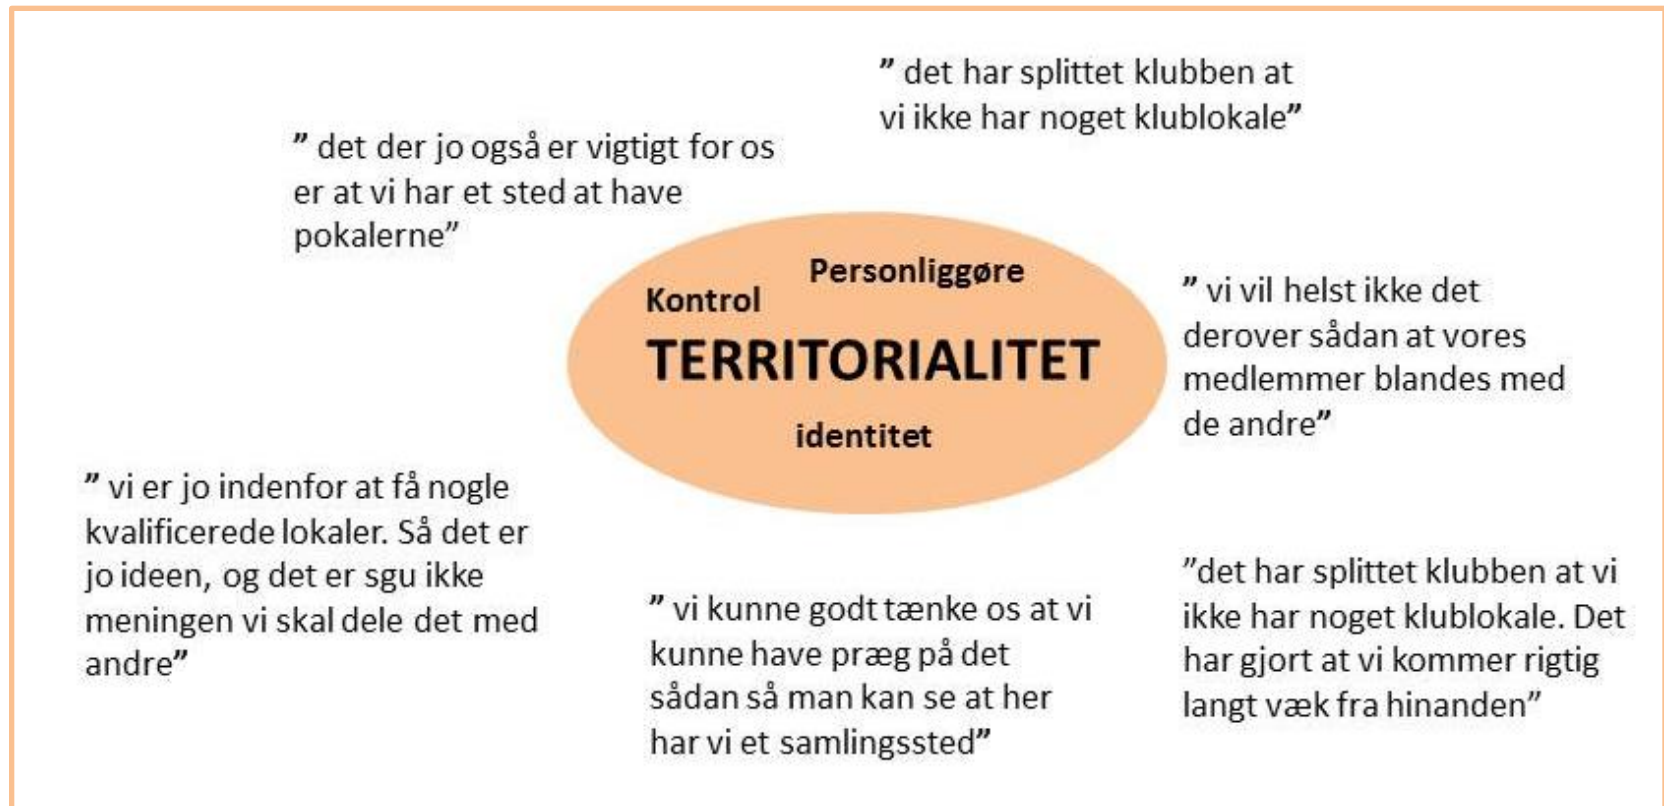 ” det har splittet klubben at
vi ikke har noget klublokale”
” det der jo også er vigtigt for os
er at vi har et sted at have
pokalerne”
Personliggøre
Kontrol
TERRITORIALITET
identitet
” vi vil helst ikke det
derover sådan at vores
medlemmer blandes med
de andre”
” vi er jo indenfor at få nogle
kvalificerede lokaler. Så det er
jo ideen, og det er sgu ikke
meningen vi skal dele det med
andre”
” vi kunne godt tænke os at vi
kunne have præg på det
sådan så man kan se at her
har vi et samlingssted”
”det har splittet klubben at vi
ikke har noget klublokale. Det
har gjort at vi kommer rigtig
langt væk fra hinanden”